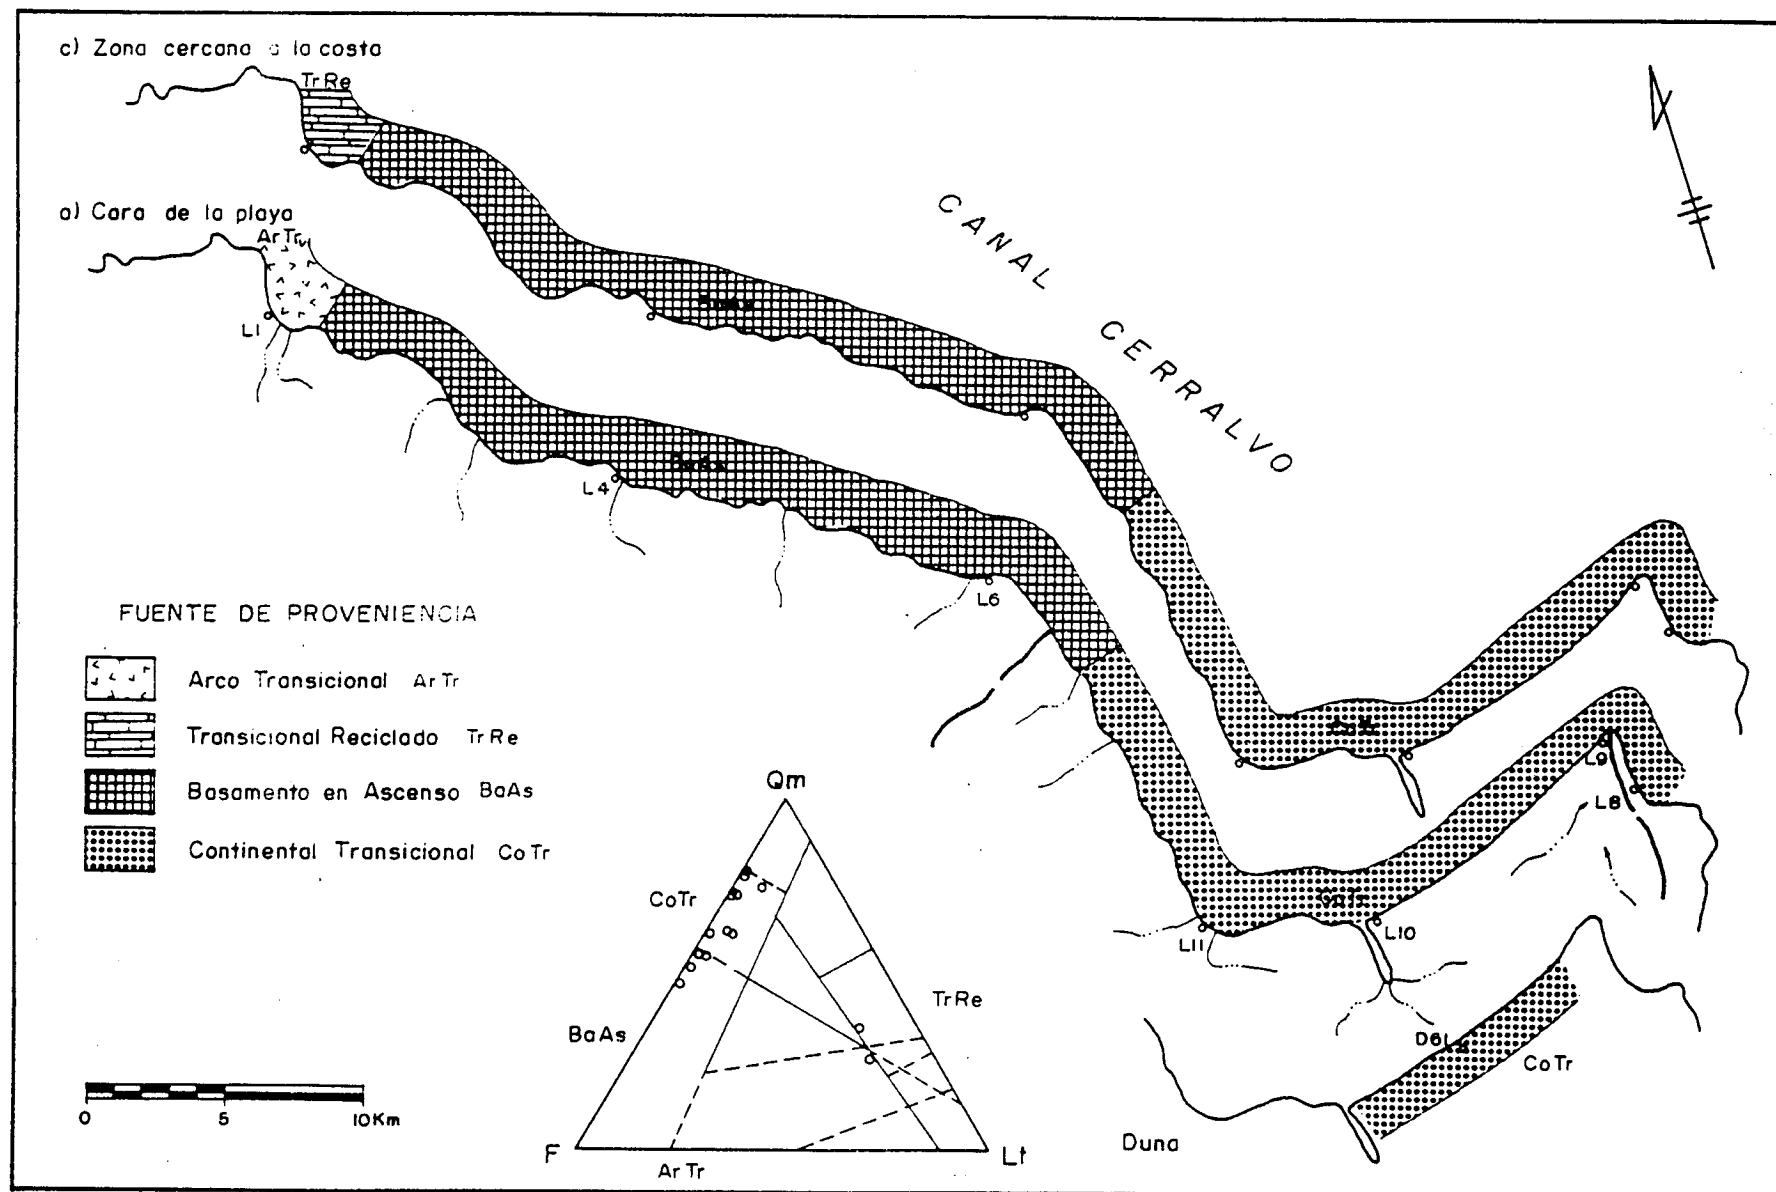 c) Zona cercana a la costa
TrRe
a) Cara de la playa
ArTr
CANAL CERRALVO
L1
L4
L6
FUENTE DE PROVENIENCIA
Arco Transicional ArTr
Transicional Reciclado TrRe
Basamento en Ascenso BaAs
Continental Transicional CoTr
Qm
CoTr
BaAs
TrRe
F
Lt
ArTr
0 5 10Km
L9
L8
CoTr
L10
L11
CoTr
Duna